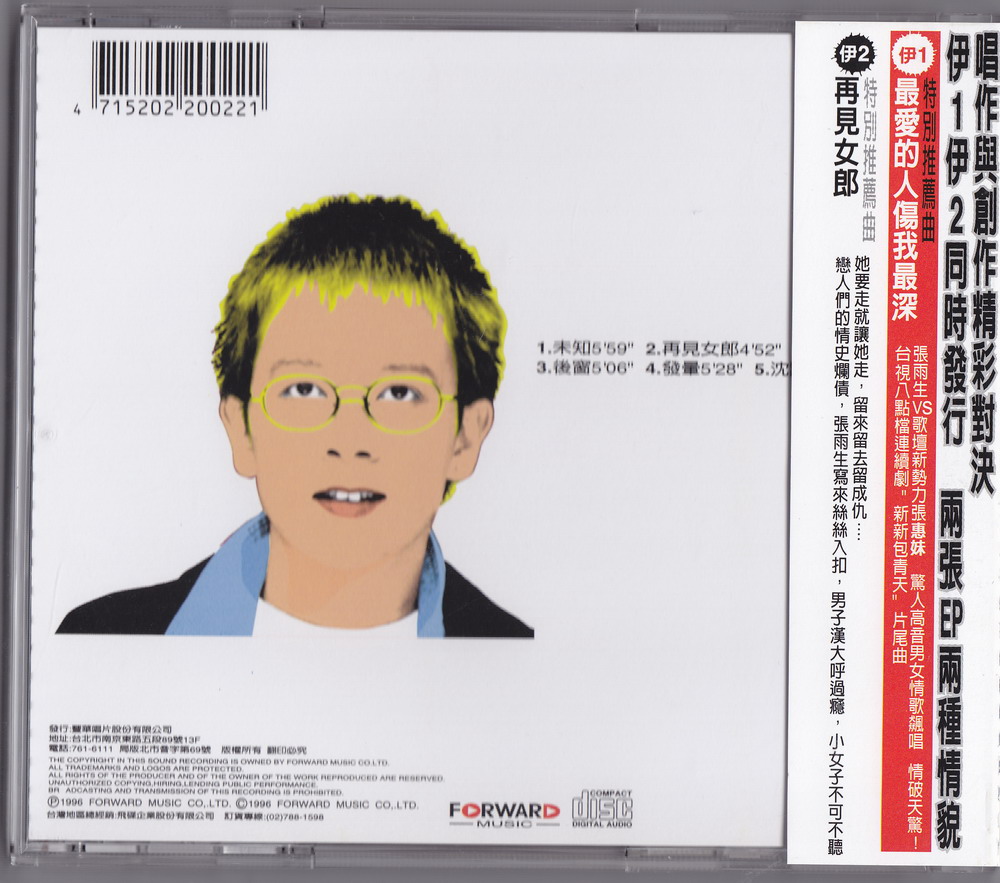 4 715202 200221
1.未知5'59" 2.再見女郎4'52"
3.後窗5'06" 4.發暈5'28" 5.沈
發行:豐華唱片股份有限公司
地址:台北市南京東路五段89號13F
電話:761-6111 局版北市音字第69號 版權所有 翻印必究
THE COPYRIGHT IN THIS SOUND RECORDING IS OWNED BY FORWARD MUSIC CO.LTD.
ALL TRADEMARKS AND LOGOS ARE PROTECTED.
ALL RIGHTS OF THE PRODUCER AND OF THE OWNER OF THE WORK REPRODUCED ARE RESERVED.
UNAUTHORIZED COPYING,HIRING,LENDING PUBLIC PERFORMANCE.
BR ADCASTING AND TRANSMISSION OF THIS RECORDING IS PROHIBITED.
Ⓟ1996 FORWARD MUSIC CO,.LTD. ©1996 FORWARD MUSIC CO,.LTD.
台灣地區總經銷:飛碟企業股份有限公司 訂貨專線:(02)788-1598
FORWARD
MUSIC
COMPACT
disc
DIGITAL AUDIO
唱作與創作精彩對決
伊1伊2同時發行 兩張EP兩種情貌
伊1 特別推薦曲
最愛的人傷我最深
張雨生VS歌壇新勢力張惠妹 驚人高音男女情歌飆唱 情破天驚！
台視八點檔連續劇"新新包青天"片尾曲
伊2 特別推薦曲
再見女郎
她要走就讓她走，留來留去留成仇....
戀人們的情史爛債，張雨生寫來絲絲入扣，男子漢大呼過癮，小女子不可不聽